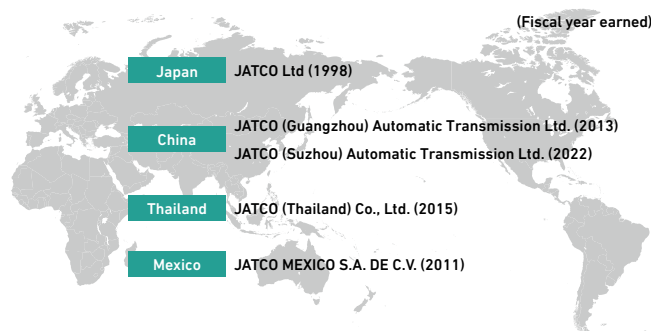 (Fiscal year earned)
Japan JATCO Ltd (1998)
China
JATCO (Guangzhou) Automatic Transmission Ltd. (2013)
JATCO (Suzhou) Automatic Transmission Ltd. (2022)
Thailand JATCO (Thailand) Co., Ltd. (2015)
Mexico JATCO MEXICO S.A. DE C.V. (2011)